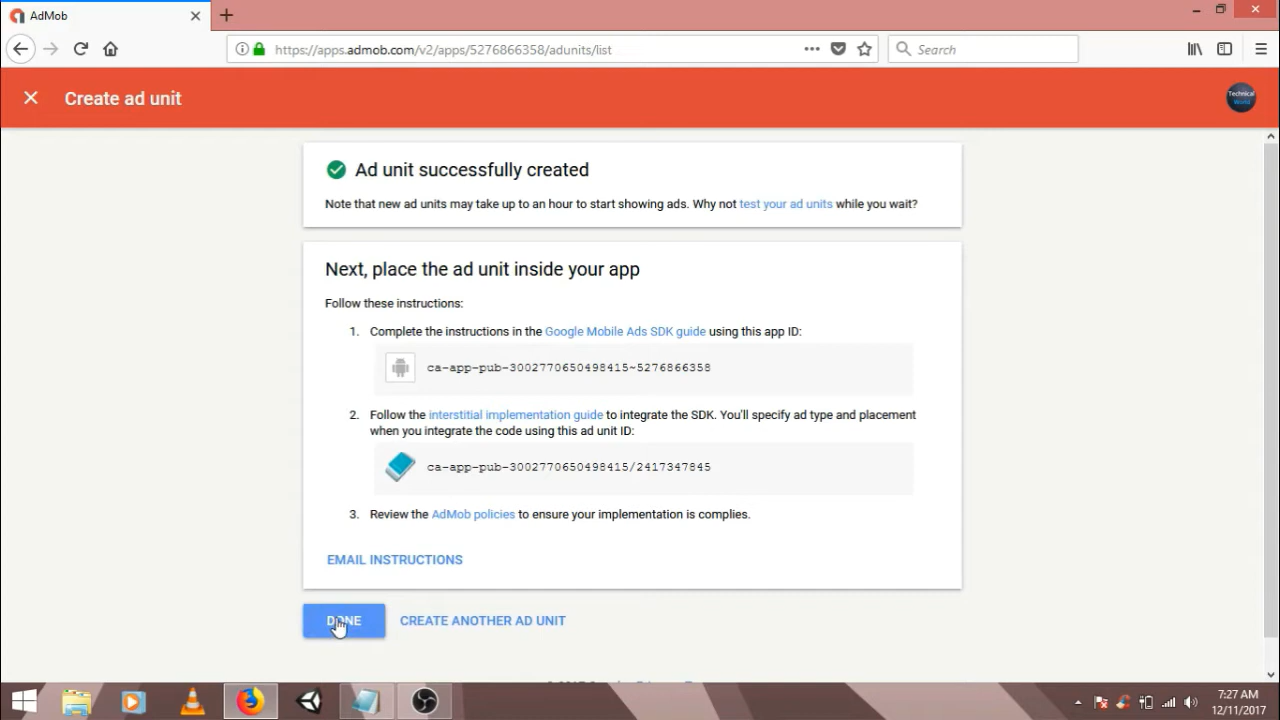 AdMob
https://apps.admob.com/v2/apps/5276866358/adunits/list
Search
Create ad unit
Technical
World
Ad unit successfully created
Note that new ad units may take up to an hour to start showing ads. Why not test your ad units while you wait?
Next, place the ad unit inside your app
Follow these instructions:
1. Complete the instructions in the Google Mobile Ads SDK guide using this app ID:
ca-app-pub-3002770650498415~5276866358
2. Follow the interstitial implementation guide to integrate the SDK. You'll specify ad type and placement
when you integrate the code using this ad unit ID:
ca-app-pub-3002770650498415/2417347845
3. Review the AdMob policies to ensure your implementation is complies.
EMAIL INSTRUCTIONS
DONE CREATE ANOTHER AD UNIT
7:27 AM
12/11/2017